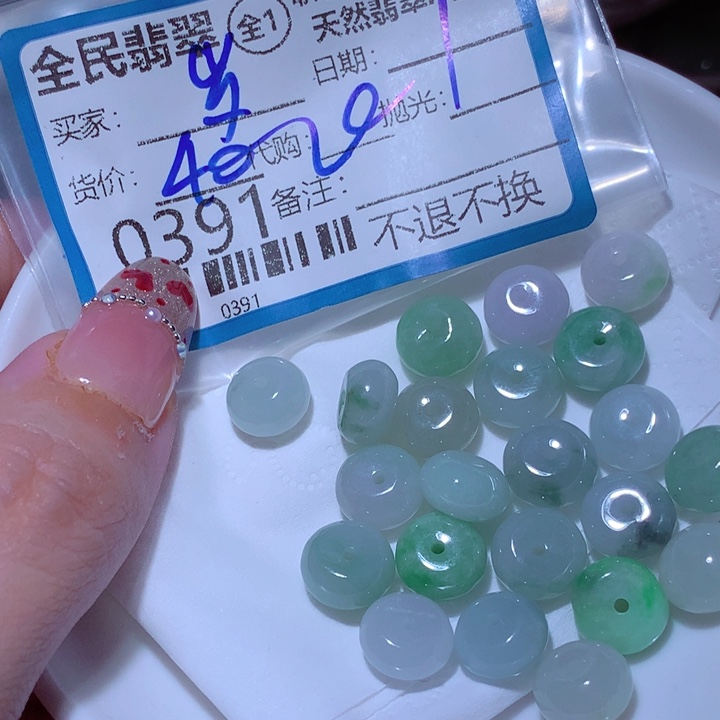 全民翡翠 全1
天然翡翠
日期：
买家：
抛光：
货价： 代购：
0391 备注：
不退不换
0391